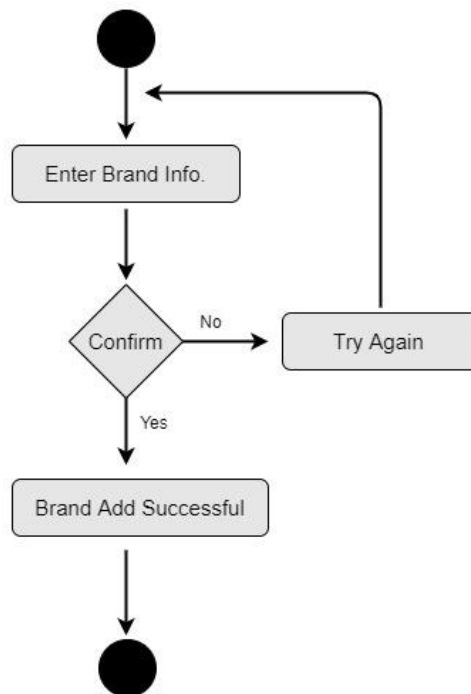 Enter Brand Info.
Confirm
No
Try Again
Yes
Brand Add Successful